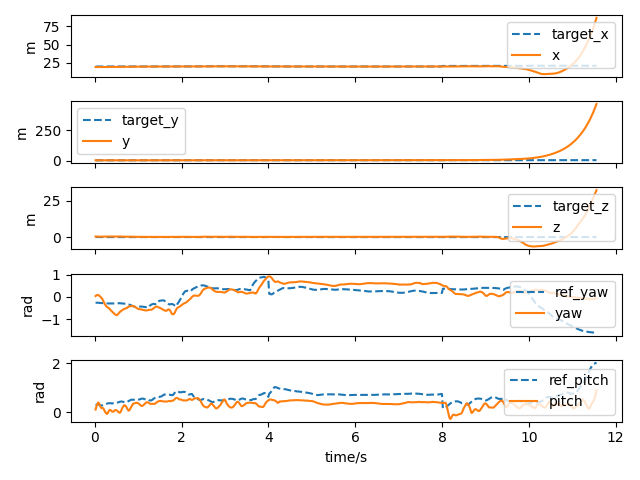 75
50
25
m
target_x
x
250
0
m
target_y
y
25
0
m
target_z
z
1
0
−1
rad
ref_yaw
yaw
2
0
rad
ref_pitch
pitch
0 2 4 6 8 10 12
time/s